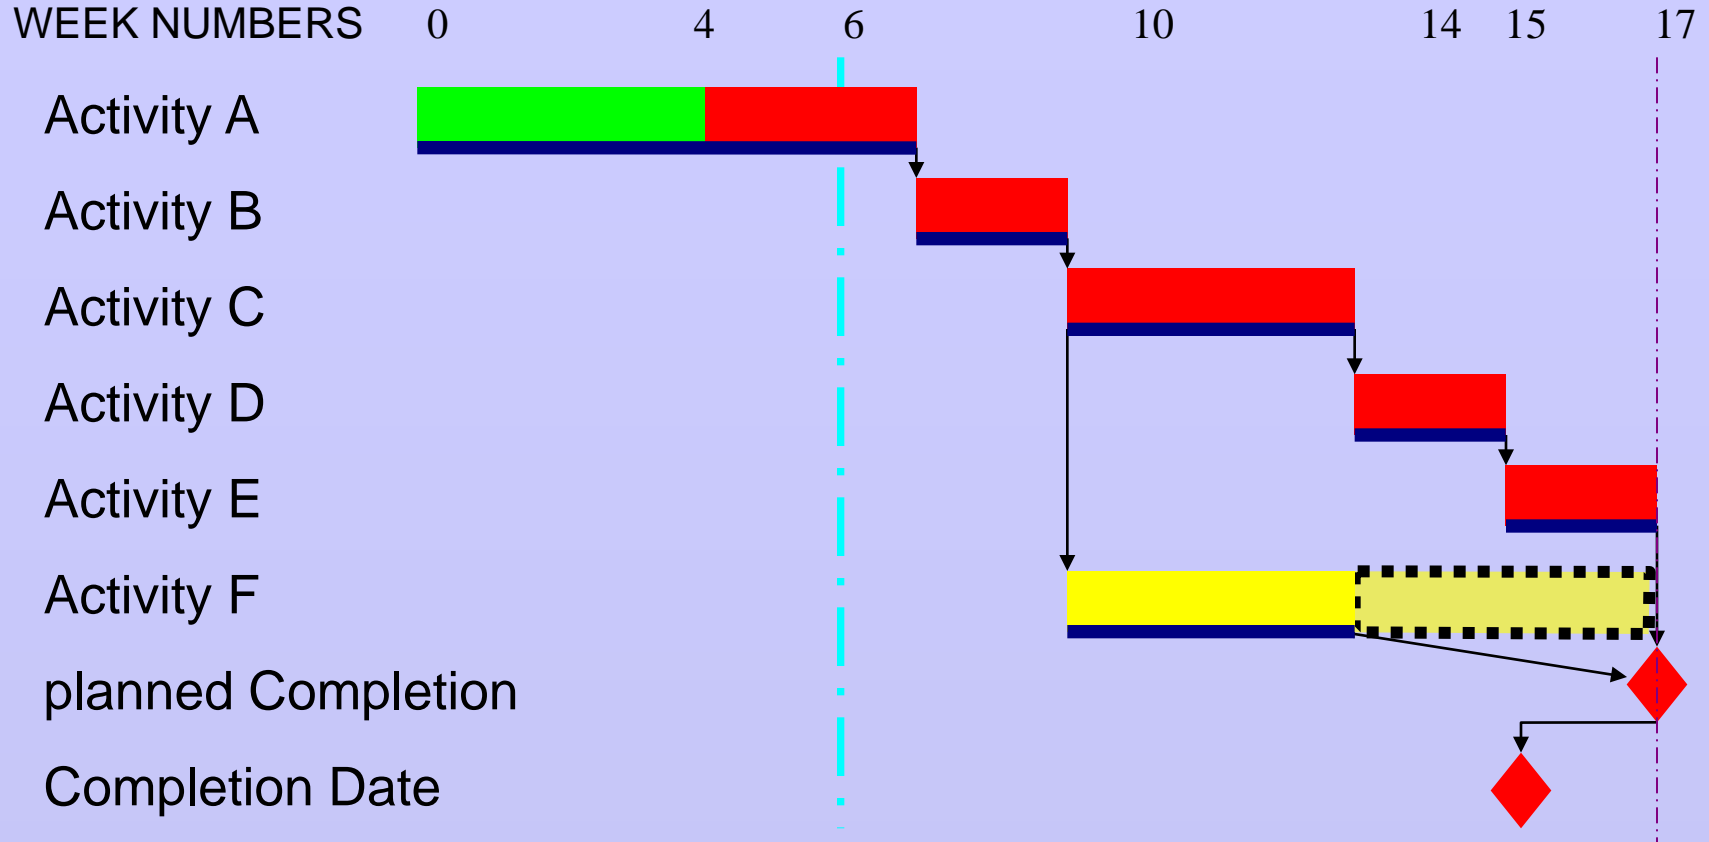 WEEK NUMBERS 0 4 6 10 14 15 17
Activity A
Activity B
Activity C
Activity D
Activity E
Activity F
planned Completion
Completion Date